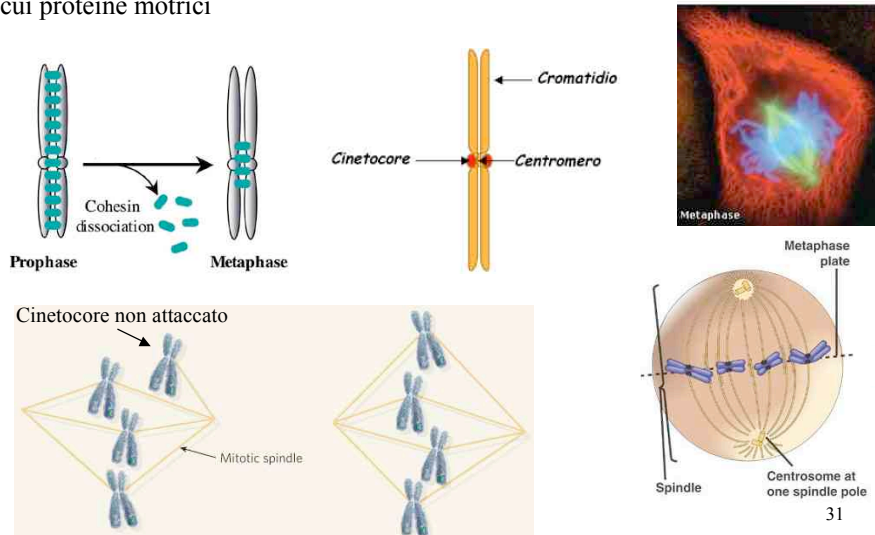 cui proteine motrici
Cohesin
dissociation
Prophase
Metaphase
Cromatidio
Cinetocore
Centromero
Metaphase
Metaphase
plate
Spindle
Centrosome at
one spindle pole
Cinetocore non attaccato
Mitotic spindle
31